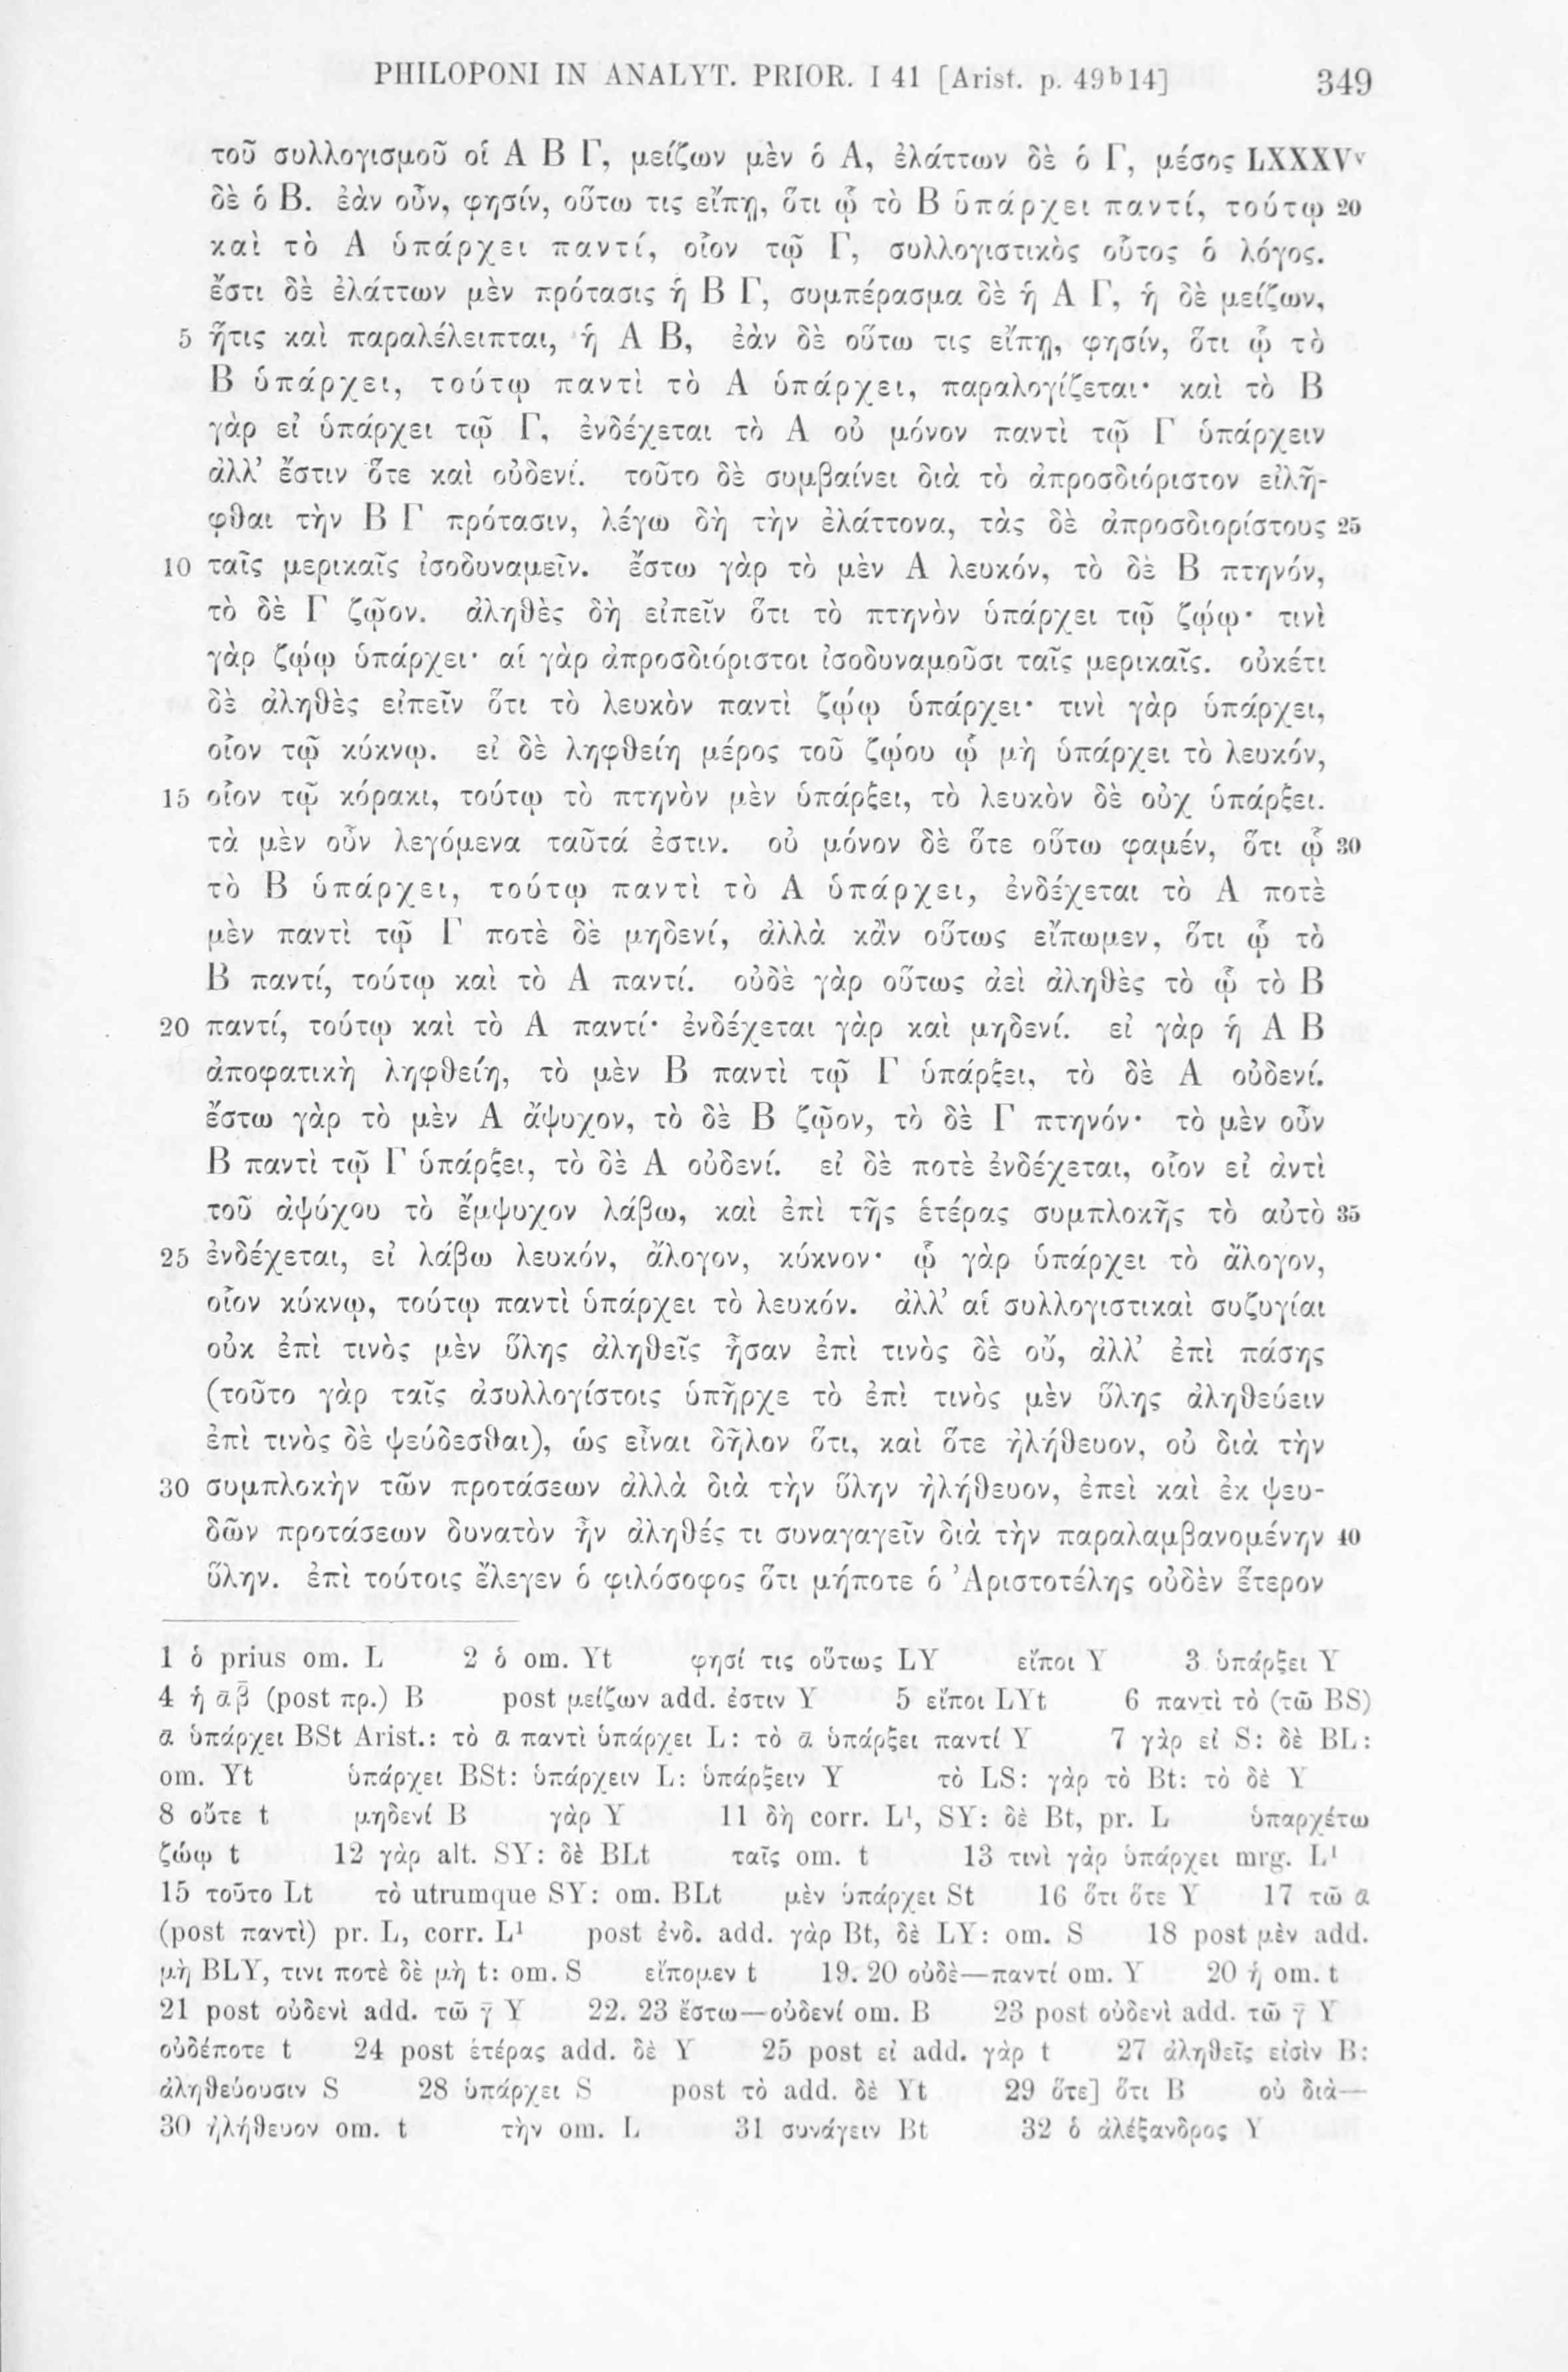 PHILOPONI IN ANALYT. PRIOR. I 41 [Arist. p. 49ᵇ14] 349
τοῦ συλλογισμοῦ οἱ Α Β Γ, μείζων μὲν ὁ Α, ἐλάττων δὲ ὁ Γ, μέσος LXXXVᵛ
δὲ ὁ Β. ἐὰν οὖν, φησίν, οὕτω τις εἴπῃ, ὅτι ᾧ τὸ Β ὑπάρχει παντί, τούτῳ 20
καὶ τὸ Α ὑπάρχει παντί, οἷον τῷ Γ, συλλογιστικὸς οὗτος ὁ λόγος.
ἔστι δὲ ἐλάττων μὲν πρότασις ἡ Β Γ, συμπέρασμα δὲ ἡ Α Γ, ἡ δὲ μείζων,
5 ἥτις καὶ παραλέλειπται, ἡ Α Β, ἐὰν δὲ οὕτω τις εἴπῃ, φησίν, ὅτι ᾧ τὸ
Β ὑπάρχει, τούτῳ παντὶ τὸ Α ὑπάρχει, παραλογίζεται· καὶ τὸ Β
γὰρ εἰ ὑπάρχει τῷ Γ, ἐνδέχεται τὸ Α οὐ μόνον παντὶ τῷ Γ ὑπάρχειν
ἀλλ’ ἔστιν ὅτε καὶ οὐδενί. τοῦτο δὲ συμβαίνει διὰ τὸ ἀπροσδιόριστον εἰλῆ-
φθαι τὴν Β Γ πρότασιν, λέγω δὴ τὴν ἐλάττονα, τὰς δὲ ἀπροσδιορίστους 25
10 ταῖς μερικαῖς ἰσοδυναμεῖν. ἔστω γὰρ τὸ μὲν Α λευκόν, τὸ δὲ Β πτηνόν,
τὸ δὲ Γ ζῷον. ἀληθὲς δὴ εἰπεῖν ὅτι τὸ πτηνὸν ὑπάρχει τῷ ζῴῳ· τινὶ
γὰρ ζῴῳ ὑπάρχει· αἱ γὰρ ἀπροσδιόριστοι ἰσοδυναμοῦσι ταῖς μερικαῖς. οὐκέτι
δὲ ἀληθὲς εἰπεῖν ὅτι τὸ λευκὸν παντὶ ζῴῳ ὑπάρχει· τινὶ γὰρ ὑπάρχει,
οἷον τῷ κύκνῳ. εἰ δὲ ληφθείη μέρος τοῦ ζῴου ᾧ μὴ ὑπάρχει τὸ λευκόν,
15 οἷον τῷ κόρακι, τούτῳ τὸ πτηνὸν μὲν ὑπάρξει, τὸ λευκὸν δὲ οὐχ ὑπάρξει.
τὰ μὲν οὖν λεγόμενα ταῦτά ἐστιν. οὐ μόνον δὲ ὅτε οὕτω φαμέν, ὅτι ᾧ 30
τὸ Β ὑπάρχει, τούτῳ παντὶ τὸ Α ὑπάρχει, ἐνδέχεται τὸ Α ποτὲ
μὲν παντὶ τῷ Γ ποτὲ δὲ μηδενί, ἀλλὰ κἂν οὕτως εἴπωμεν, ὅτι ᾧ τὸ
Β παντί, τούτῳ καὶ τὸ Α παντί. οὐδὲ γὰρ οὕτως ἀεὶ ἀληθὲς τὸ ᾧ τὸ Β
20 παντί, τούτῳ καὶ τὸ Α παντί· ἐνδέχεται γὰρ καὶ μηδενί. εἰ γὰρ ἡ Α Β
ἀποφατικὴ ληφθείη, τὸ μὲν Β παντὶ τῷ Γ ὑπάρξει, τὸ δὲ Α οὐδενί.
ἔστω γὰρ τὸ μὲν Α ἄψυχον, τὸ δὲ Β ζῷον, τὸ δὲ Γ πτηνόν· τὸ μὲν οὖν
Β παντὶ τῷ Γ ὑπάρξει, τὸ δὲ Α οὐδενί. εἰ δὲ ποτὲ ἐνδέχεται, οἷον εἰ ἀντὶ
τοῦ ἀψύχου τὸ ἔμψυχον λάβω, καὶ ἐπὶ τῆς ἑτέρας συμπλοκῆς τὸ αὐτὸ 35
25 ἐνδέχεται, εἰ λάβω λευκόν, ἄλογον, κύκνον· ᾧ γὰρ ὑπάρχει τὸ ἄλογον,
οἷον κύκνῳ, τούτῳ παντὶ ὑπάρχει τὸ λευκόν. ἀλλ’ αἱ συλλογιστικαὶ συζυγίαι
οὐκ ἐπὶ τινὸς μὲν ὕλης ἀληθεῖς ἦσαν ἐπὶ τινὸς δὲ οὔ, ἀλλ’ ἐπὶ πάσης
(τοῦτο γὰρ ταῖς ἀσυλλογίστοις ὑπῆρχε τὸ ἐπὶ τινὸς μὲν ὕλης ἀληθεύειν
ἐπὶ τινὸς δὲ ψεύδεσθαι), ὡς εἶναι δῆλον ὅτι, καὶ ὅτε ἠλήθευον, οὐ διὰ τὴν
30 συμπλοκὴν τῶν προτάσεων ἀλλὰ διὰ τὴν ὕλην ἠλήθευον, ἐπεὶ καὶ ἐκ ψευ-
δῶν προτάσεων δυνατὸν ἦν ἀληθές τι συναγαγεῖν διὰ τὴν παραλαμβανομένην 40
ὕλην. ἐπὶ τούτοις ἔλεγεν ὁ φιλόσοφος ὅτι μήποτε ὁ Ἀριστοτέλης οὐδὲν ἕτερον
1 ὁ prius om. L 2 ὁ om. Yt φησί τις οὕτως LY εἴποι Y 3 ὑπάρξει Y
4 ἡ ᾱβ̄ (post πρ.) B post μείζων add. ἐστιν Y 5 εἴποι LYt 6 παντὶ τὸ (τῶ BS)
ᾱ ὑπάρχει BSt Arist.: τὸ ᾱ παντὶ ὑπάρχει L: τὸ ᾱ ὑπάρξει παντί Y 7 γὰρ εἰ S: δὲ BL:
om. Yt ὑπάρχει BSt: ὑπάρχειν L: ὑπάρξειν Y τὸ LS: γὰρ τὸ Bt: τὸ δὲ Y
8 οὔτε t μηδενί B γὰρ Y 11 δὴ corr. L¹, SY: δὲ Bt, pr. L ὑπαρχέτω
ζώῳ t 12 γὰρ alt. SY: δὲ BLt ταῖς om. t 13 τινὶ γὰρ ὑπάρχει mrg. L¹
15 τοῦτο Lt τὸ utrumque SY: om. BLt μὲν ὑπάρχει St 16 ὅτι ὅτε Y 17 τῶ ᾱ
(post παντὶ) pr. L, corr. L¹ post ἐνδ. add. γὰρ Bt, δὲ LY: om. S 18 post μὲν add.
μὴ BLY, τινι ποτὲ δὲ μὴ t: om. S εἴπομεν t 19. 20 οὐδὲ—παντί om. Y 20 ἡ om. t
21 post οὐδενὶ add. τῶ γ̄ Y 22. 23 ἔστω—οὐδενί om. B 23 post οὐδενὶ add. τῶ γ̄ Y
οὐδέποτε t 24 post ἑτέρας add. δὲ Y 25 post εἰ add. γὰρ t 27 ἀληθεῖς εἰσὶν B:
ἀληθεύουσιν S 28 ὑπάρχει S post τὸ add. δὲ Yt 29 ὅτε] ὅτι B οὐ διὰ—
30 ἠλήθευον om. t τὴν om. L 31 συνάγειν Bt 32 ὁ ἀλέξανδρος Y